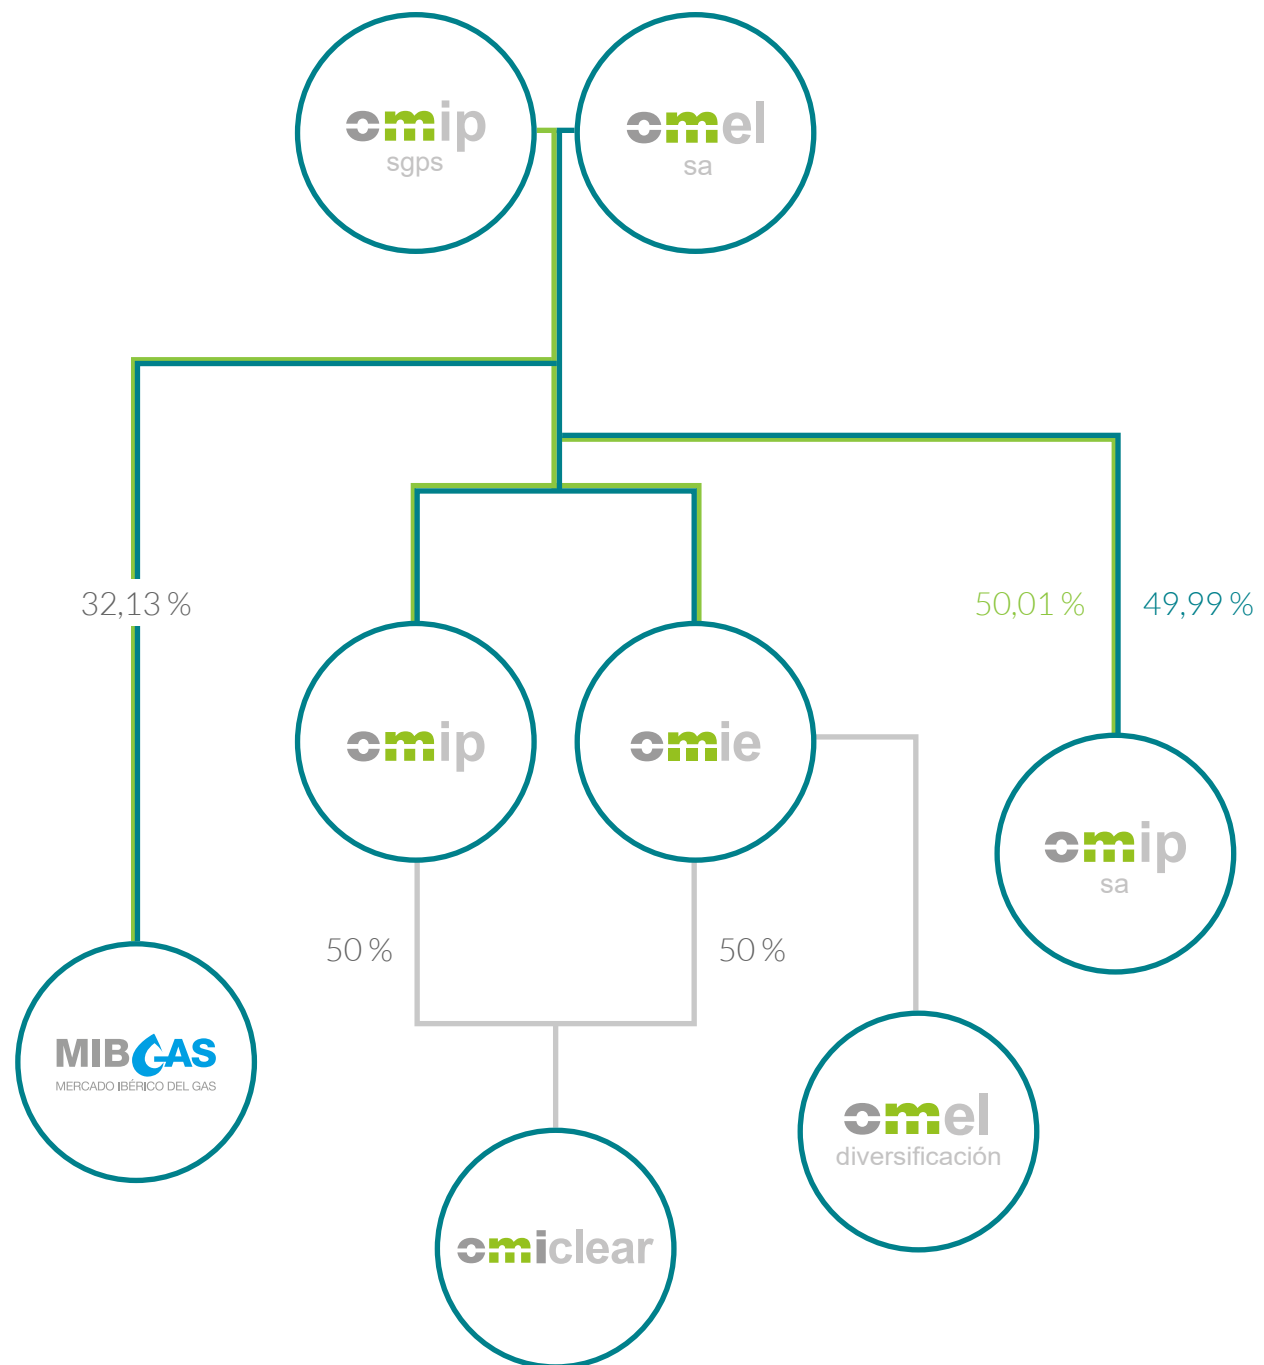 omip
sgps
omel
sa
32,13 %
50,01 %
49,99 %
omip
omie
omip
sa
50 %
50 %
MIBGAS
MERCADO IBÉRICO DEL GAS
omel
diversificación
omiclear